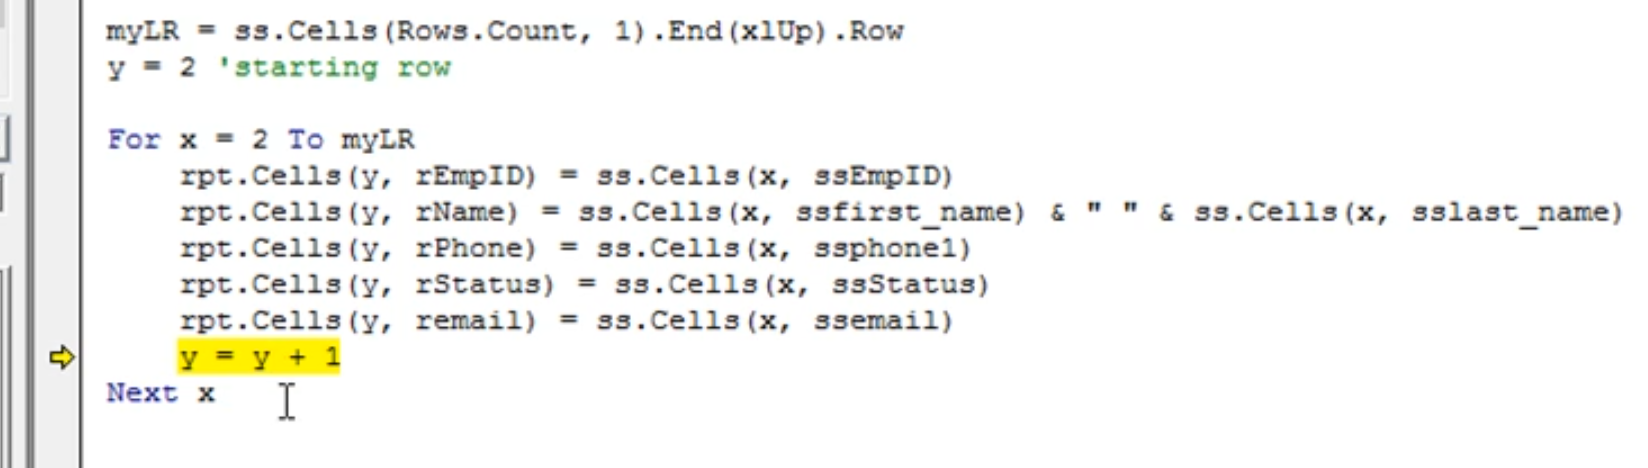 myLR = ss.Cells(Rows.Count, 1).End(xlUp).Row
y = 2 'starting row
For x = 2 To myLR
rpt.Cells(y, rEmpID) = ss.Cells(x, ssEmpID)
rpt.Cells(y, rName) = ss.Cells(x, ssfirst_name) & " " & ss.Cells(x, sslast_name)
rpt.Cells(y, rPhone) = ss.Cells(x, ssphone1)
rpt.Cells(y, rStatus) = ss.Cells(x, ssStatus)
rpt.Cells(y, remail) = ss.Cells(x, ssemail)
y = y + 1
Next x